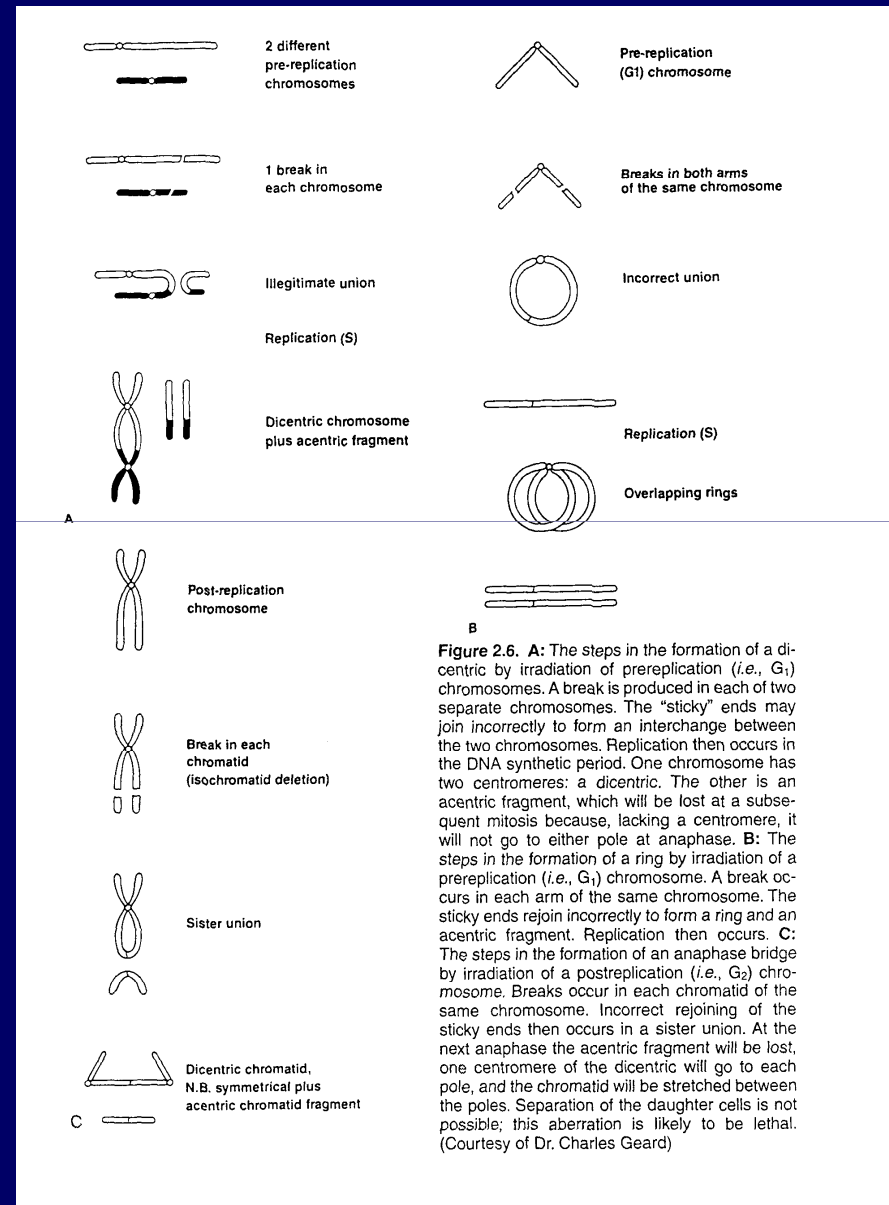 2 different
pre-replication
chromosomes
1 break in
each chromosome
Illegitimate union
Replication (S)
Dicentric chromosome
plus acentric fragment
A
Pre-replication
(G1) chromosome
Breaks in both arms
of the same chromosome
Incorrect union
Replication (S)
Overlapping rings
B
Post-replication
chromosome
Break in each
chromatid
(isochromatid deletion)
Sister union
Dicentric chromatid,
N.B. symmetrical plus
acentric chromatid fragment
C
Figure 2.6. A: The steps in the formation of a di-
centric by irradiation of prereplication (i.e., G₁)
chromosomes. A break is produced in each of two
separate chromosomes. The “sticky” ends may
join incorrectly to form an interchange between
the two chromosomes. Replication then occurs in
the DNA synthetic period. One chromosome has
two centromeres: a dicentric. The other is an
acentric fragment, which will be lost at a subse-
quent mitosis because, lacking a centromere, it
will not go to either pole at anaphase. B: The
steps in the formation of a ring by irradiation of a
prereplication (i.e., G₁) chromosome. A break oc-
curs in each arm of the same chromosome. The
sticky ends rejoin incorrectly to form a ring and an
acentric fragment. Replication then occurs. C:
The steps in the formation of an anaphase bridge
by irradiation of a postreplication (i.e., G₂) chro-
mosome. Breaks occur in each chromatid of the
same chromosome. Incorrect rejoining of the
sticky ends then occurs in a sister union. At the
next anaphase the acentric fragment will be lost,
one centromere of the dicentric will go to each
pole, and the chromatid will be stretched between
the poles. Separation of the daughter cells is not
possible; this aberration is likely to be lethal.
(Courtesy of Dr. Charles Geard)